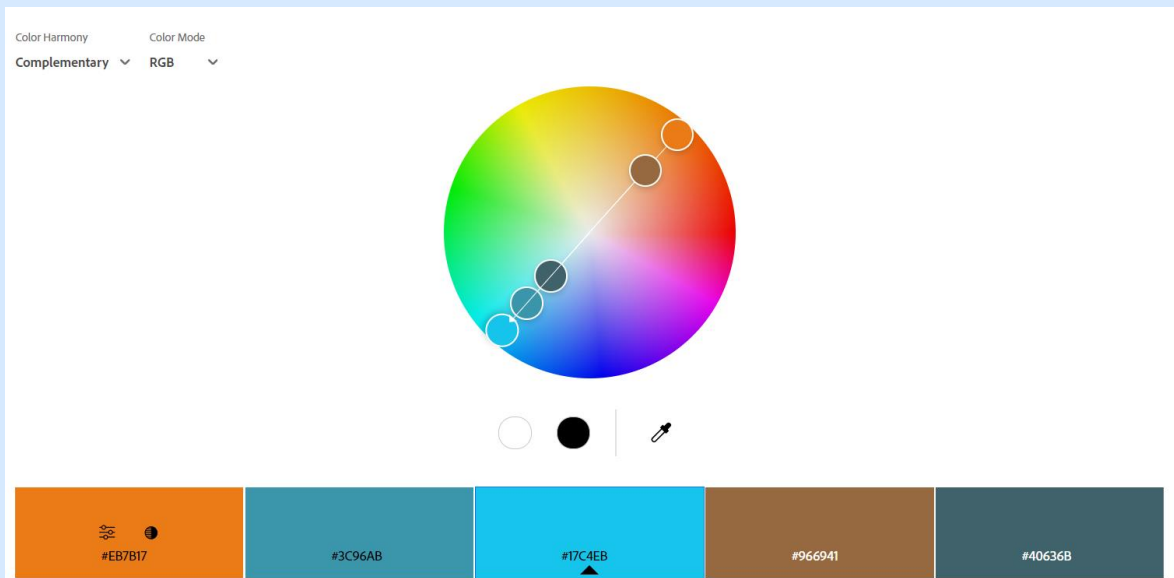 Color Harmony Color Mode
Complementary RGB
#EB7B17 #3C96AB #17C4EB #966941 #40636B